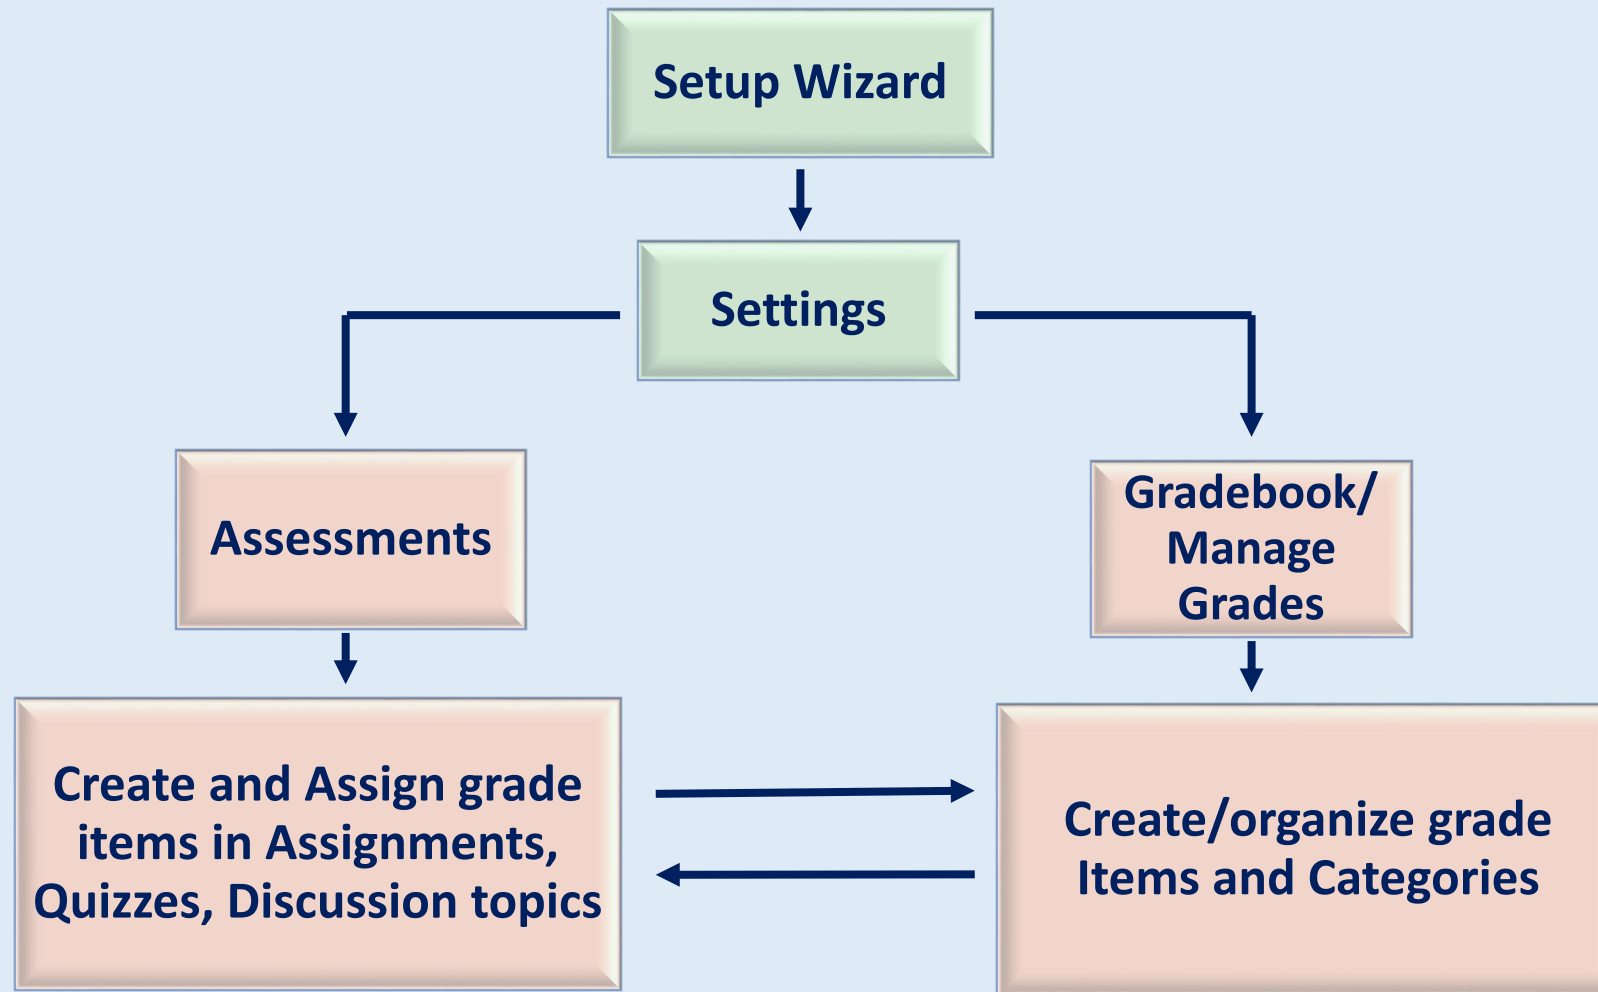 Setup Wizard
Settings
Assessments
Gradebook/
Manage
Grades
Create and Assign grade
items in Assignments,
Quizzes, Discussion topics
Create/organize grade
Items and Categories